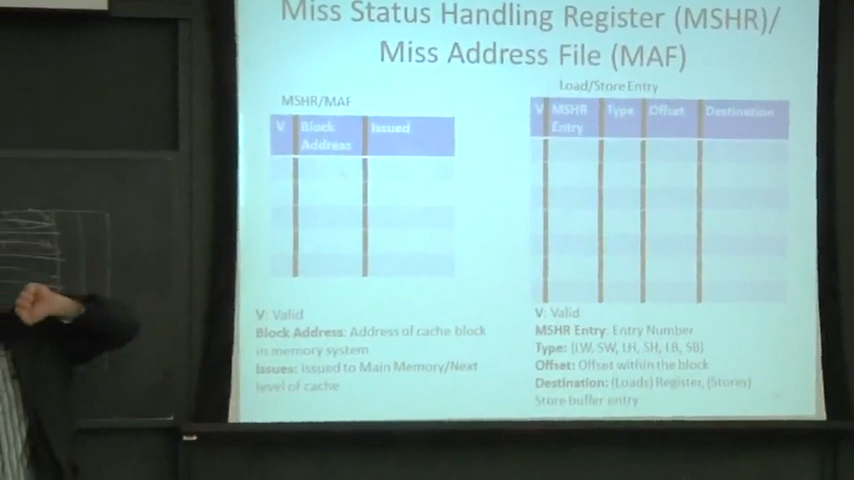 Miss Status Handling Register (MSHR)/
Miss Address File (MAF)
MSHR/MAF
V Block Address Issued
Load/Store Entry
V MSHR Entry Type Offset Destination
V: Valid
Block Address: Address of cache block
in memory system
Issues: Issued to Main Memory/Next
level of cache
V: Valid
MSHR Entry: Entry Number
Type: {LW, SW, LH, SH, LB, SB}
Offset: Offset within the block
Destination: (Loads) Register, (Stores)
Store buffer entry